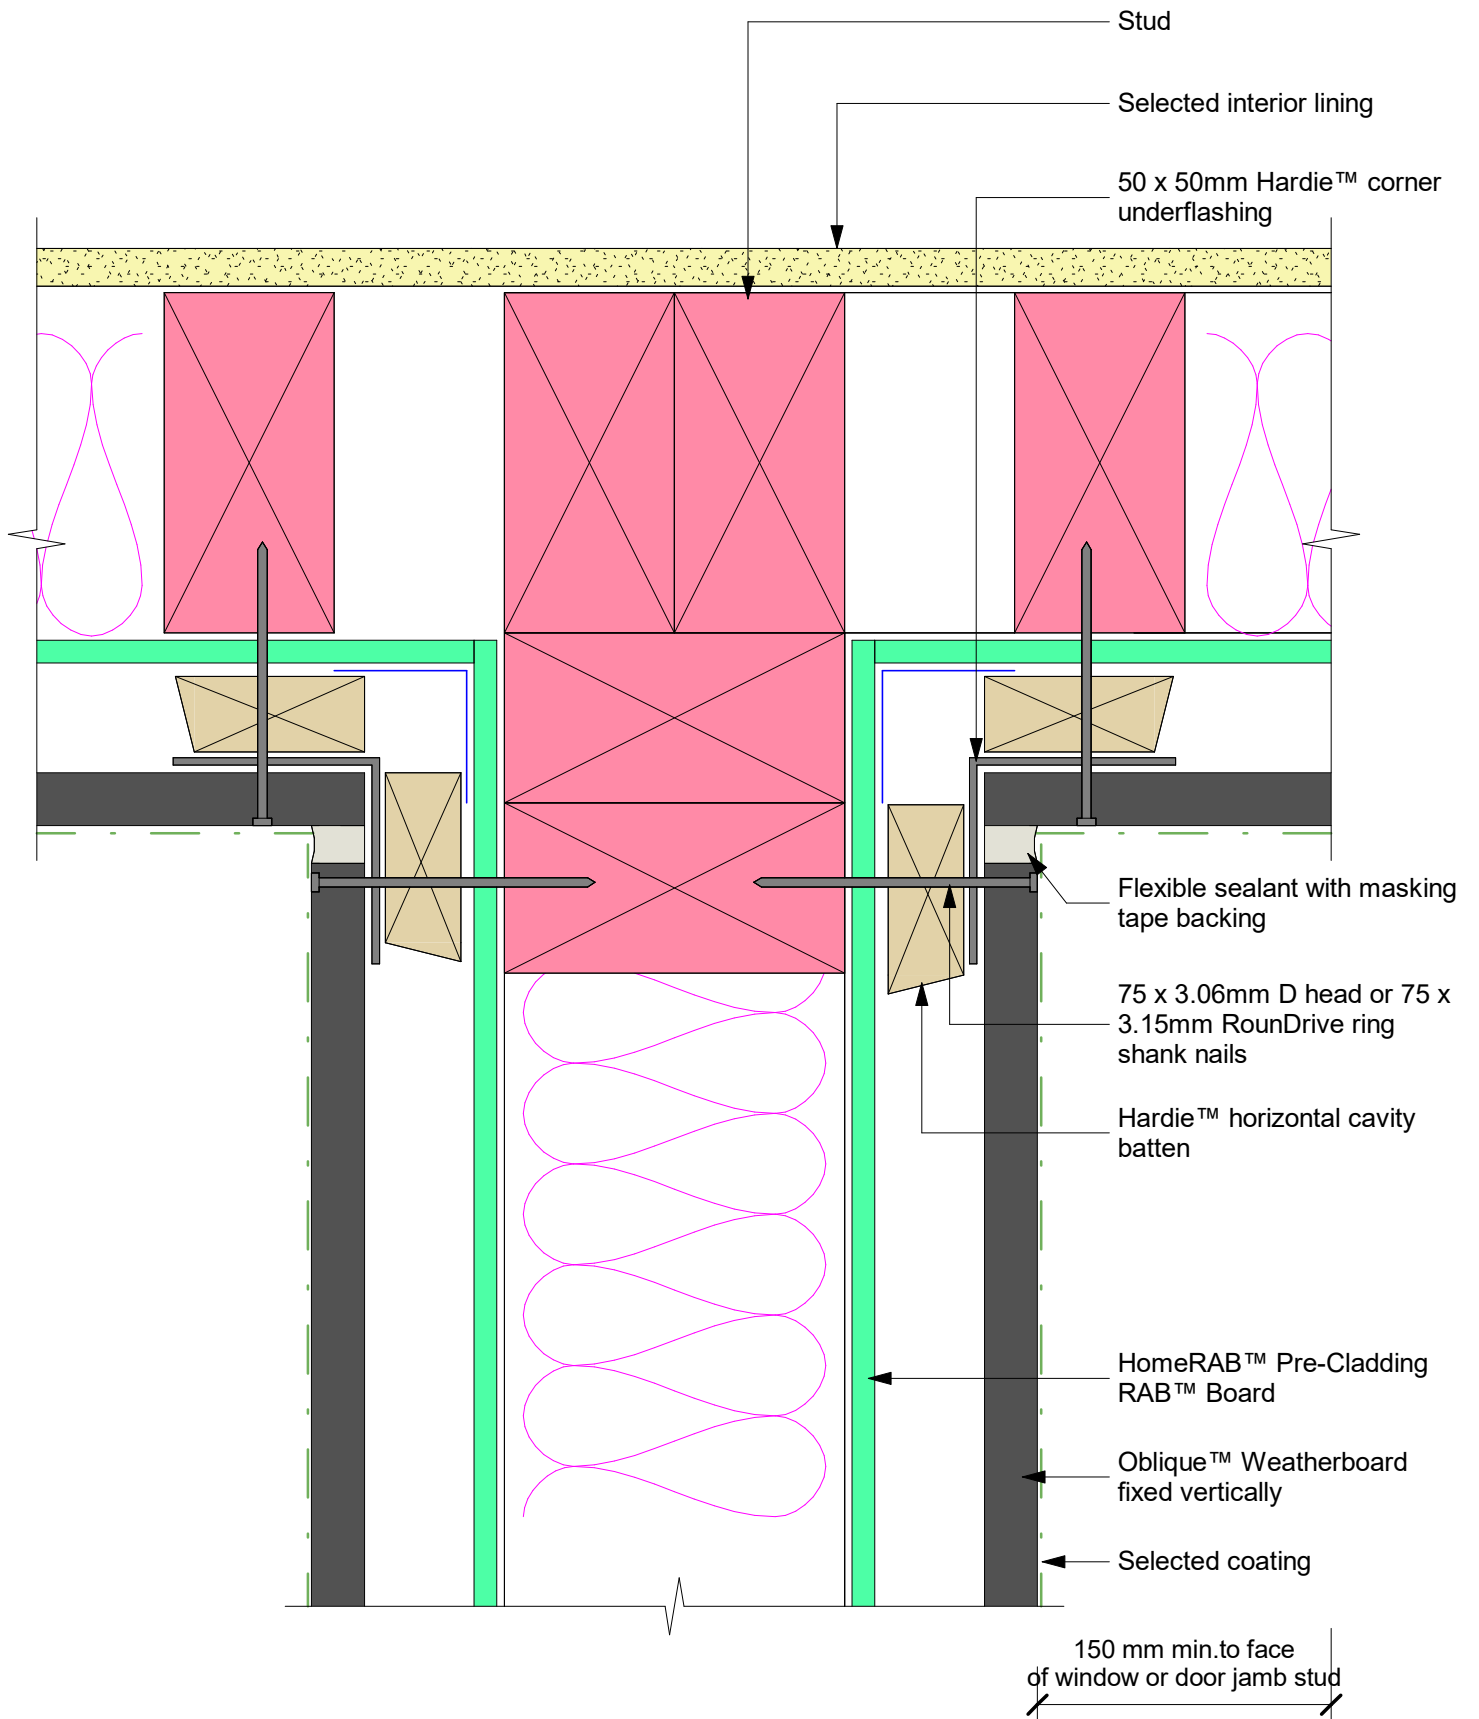 Stud
Selected interior lining
50 x 50mm Hardie™ corner
underflashing
Flexible sealant with masking
tape backing
75 x 3.06mm D head or 75 x
3.15mm RounDrive ring
shank nails
Hardie™ horizontal cavity
batten
HomeRAB™ Pre-Cladding
RAB™ Board
Oblique™ Weatherboard
fixed vertically
Selected coating
150 mm min.to face
of window or door jamb stud